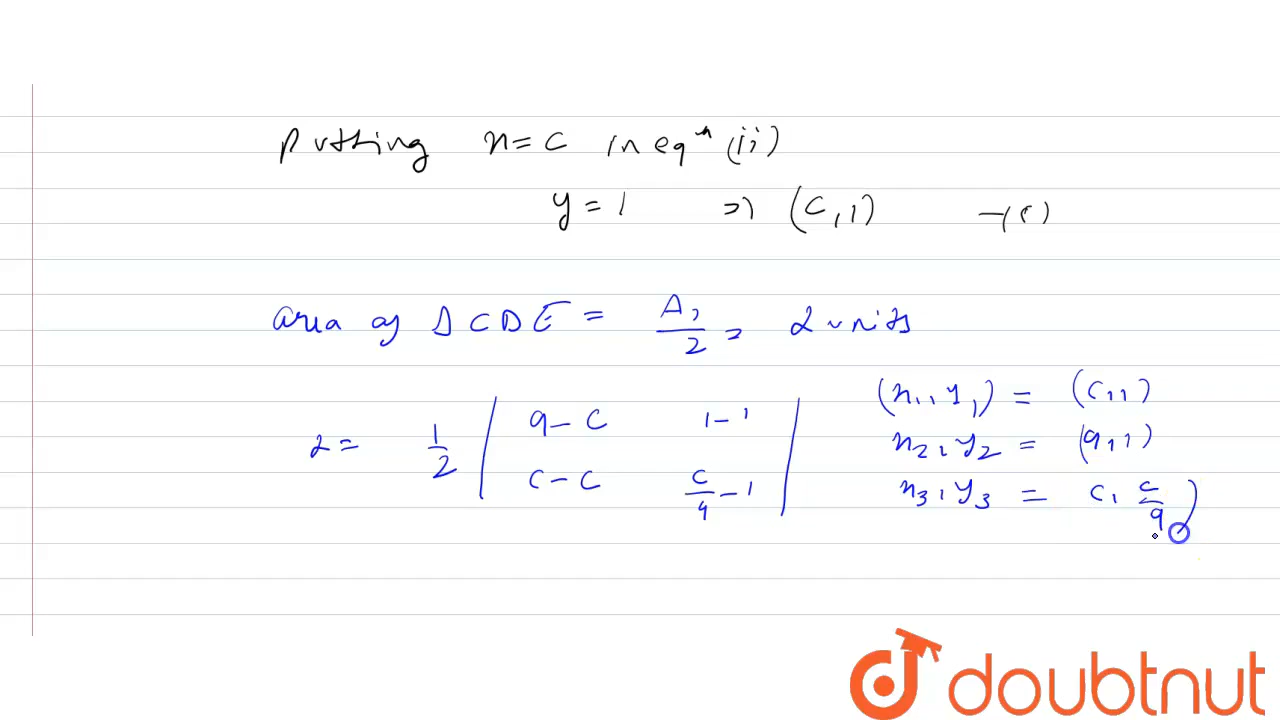 putting x = c in eqⁿ (ii)
y = 1 ⇒ (c, 1)
area of Δ CDE = A₁/2 = 2 units
2 = 1/2 | 9 - c 1 - 1 |
| c - c c/9 - 1 |
(x₁, y₁) = (c, 1)
x₂, y₂ = (9, 1)
x₃, y₃ = c, c/9)
doubtnut